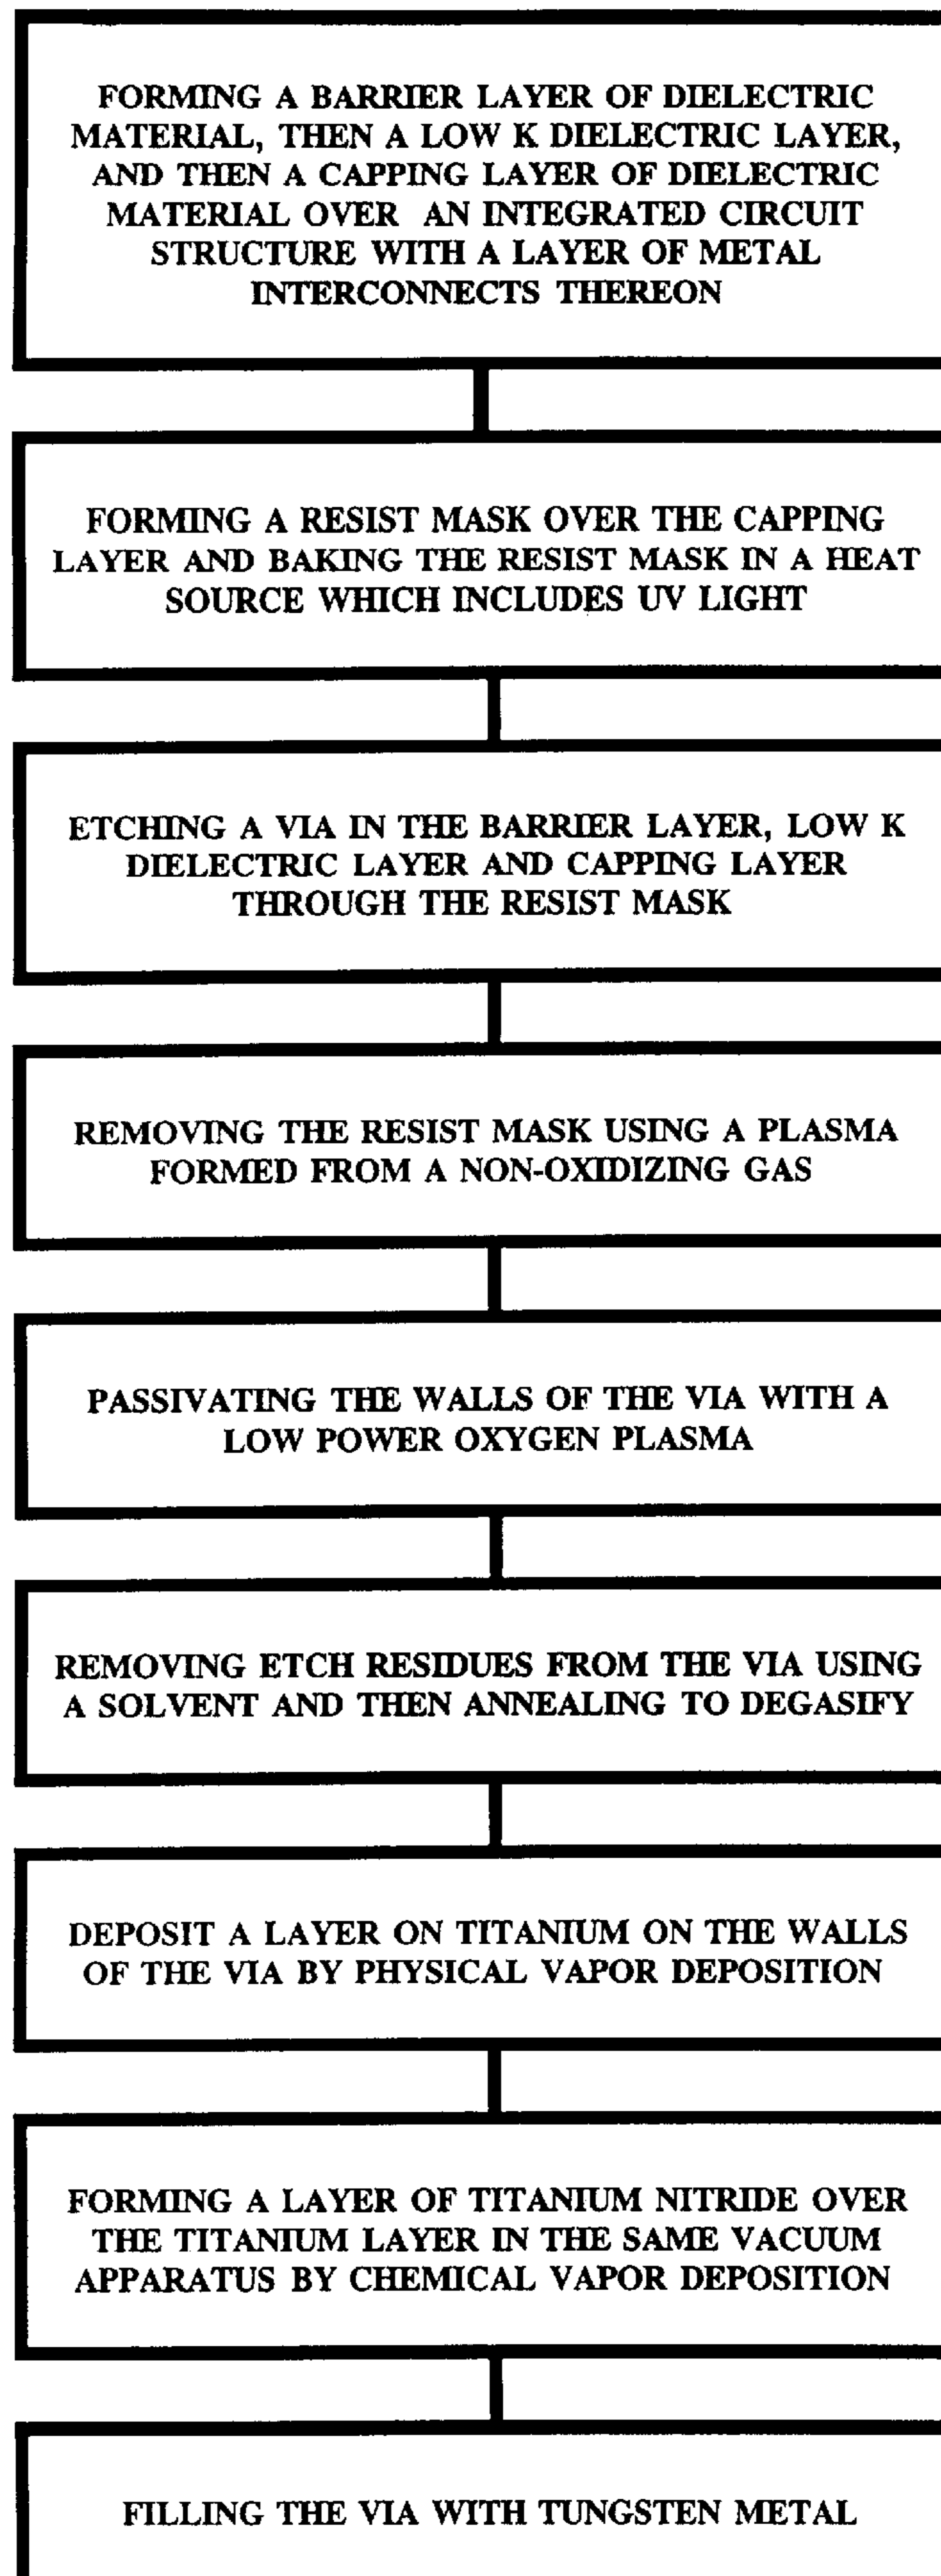 FORMING A BARRIER LAYER OF DIELECTRIC
MATERIAL, THEN A LOW K DIELECTRIC LAYER,
AND THEN A CAPPING LAYER OF DIELECTRIC
MATERIAL OVER AN INTEGRATED CIRCUIT
STRUCTURE WITH A LAYER OF METAL
INTERCONNECTS THEREON
FORMING A RESIST MASK OVER THE CAPPING
LAYER AND BAKING THE RESIST MASK IN A HEAT
SOURCE WHICH INCLUDES UV LIGHT
ETCHING A VIA IN THE BARRIER LAYER, LOW K
DIELECTRIC LAYER AND CAPPING LAYER
THROUGH THE RESIST MASK
REMOVING THE RESIST MASK USING A PLASMA
FORMED FROM A NON-OXIDIZING GAS
PASSIVATING THE WALLS OF THE VIA WITH A
LOW POWER OXYGEN PLASMA
REMOVING ETCH RESIDUES FROM THE VIA USING
A SOLVENT AND THEN ANNEALING TO DEGASIFY
DEPOSIT A LAYER ON TITANIUM ON THE WALLS
OF THE VIA BY PHYSICAL VAPOR DEPOSITION
FORMING A LAYER OF TITANIUM NITRIDE OVER
THE TITANIUM LAYER IN THE SAME VACUUM
APPARATUS BY CHEMICAL VAPOR DEPOSITION
FILLING THE VIA WITH TUNGSTEN METAL